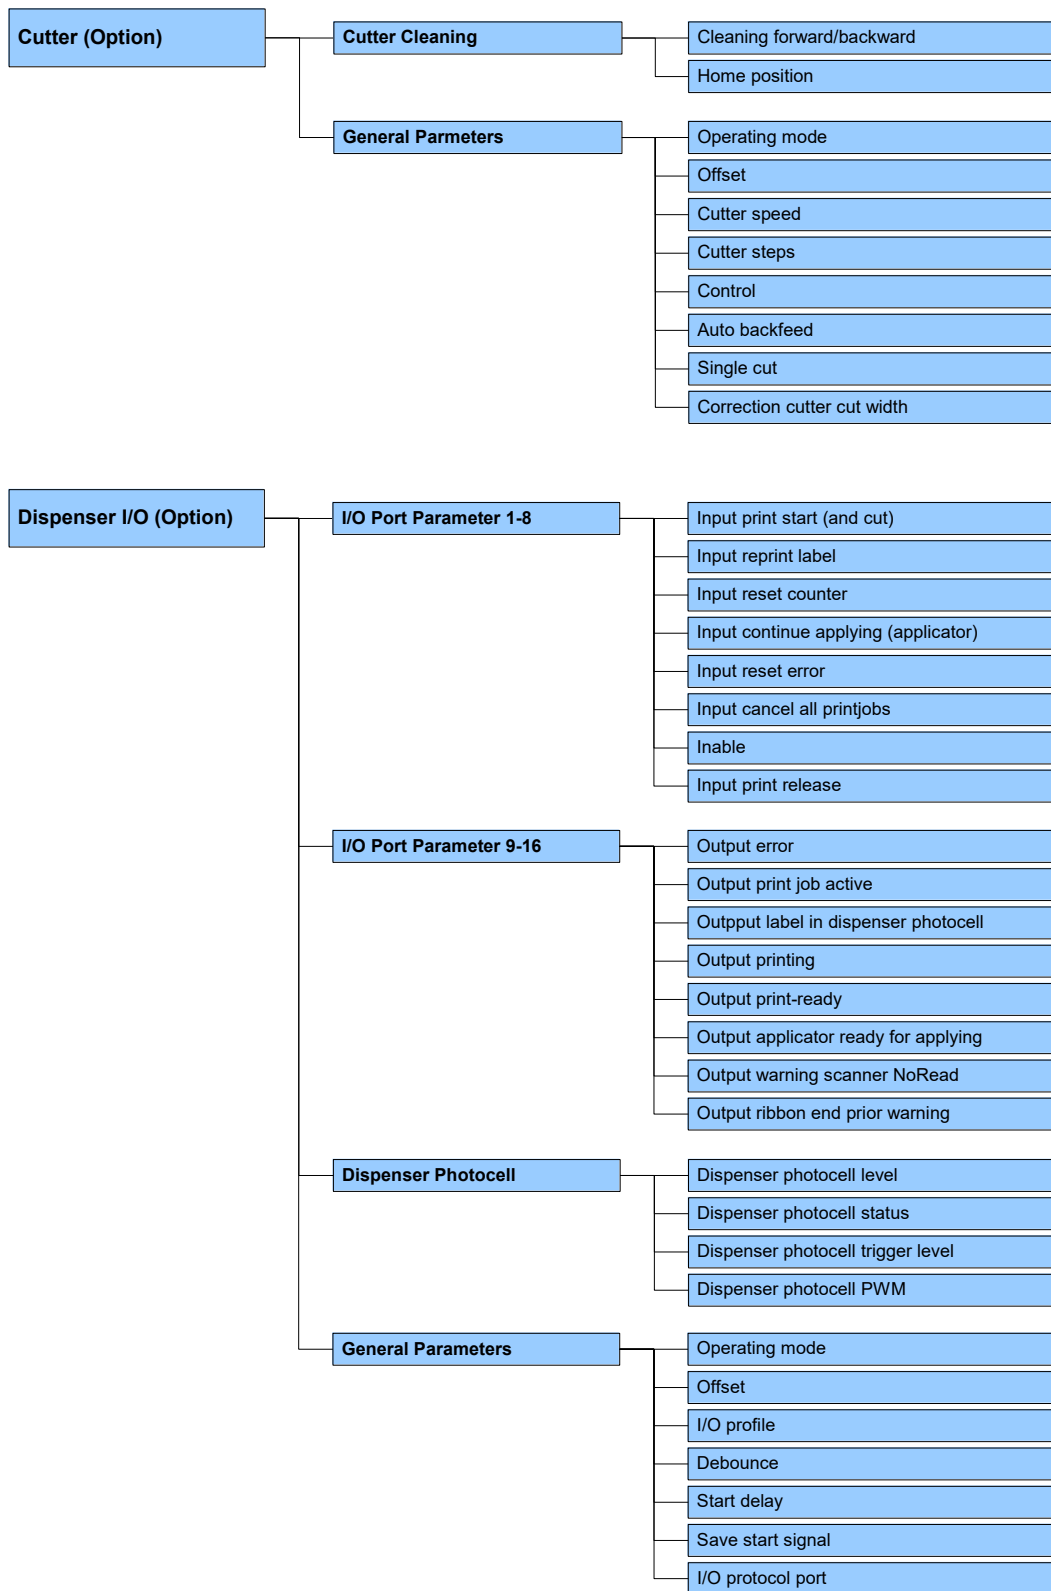 Cutter (Option)
Cutter Cleaning
Cleaning forward/backward
Home position
General Parmeters
Operating mode
Offset
Cutter speed
Cutter steps
Control
Auto backfeed
Single cut
Correction cutter cut width
Dispenser I/O (Option)
I/O Port Parameter 1-8
Input print start (and cut)
Input reprint label
Input reset counter
Input continue applying (applicator)
Input reset error
Input cancel all printjobs
Inable
Input print release
I/O Port Parameter 9-16
Output error
Output print job active
Outpput label in dispenser photocell
Output printing
Output print-ready
Output applicator ready for applying
Output warning scanner NoRead
Output ribbon end prior warning
Dispenser Photocell
Dispenser photocell level
Dispenser photocell status
Dispenser photocell trigger level
Dispenser photocell PWM
General Parameters
Operating mode
Offset
I/O profile
Debounce
Start delay
Save start signal
I/O protocol port